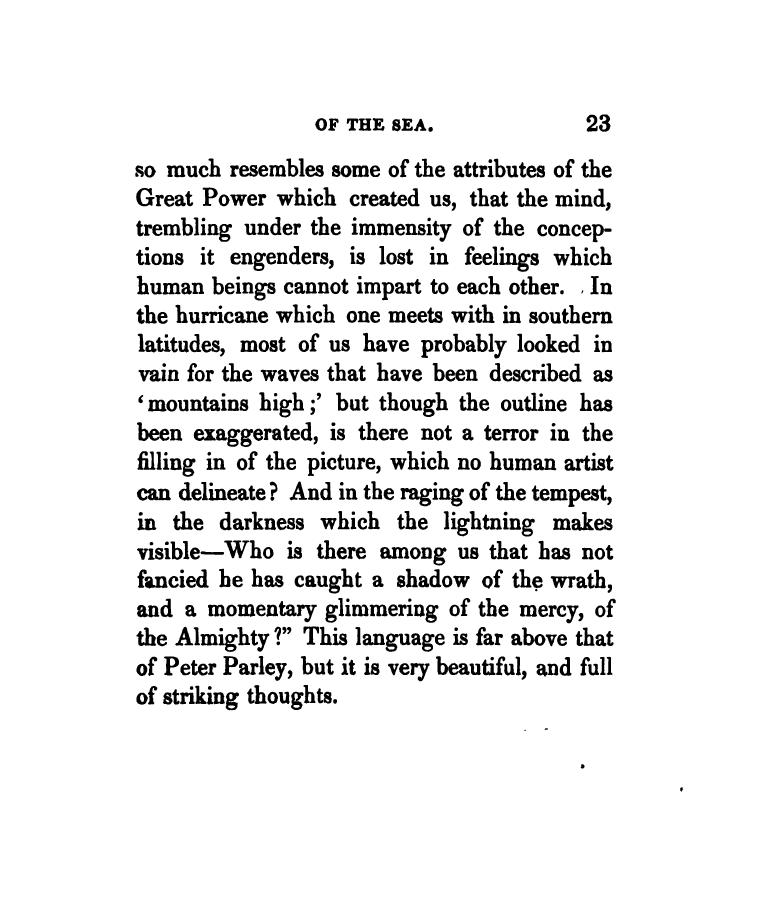 OF THE SEA. 23
so much resembles some of the attributes of the
Great Power which created us, that the mind,
trembling under the immensity of the concep-
tions it engenders, is lost in feelings which
human beings cannot impart to each other. In
the hurricane which one meets with in southern
latitudes, most of us have probably looked in
vain for the waves that have been described as
‘mountains high;’ but though the outline has
been exaggerated, is there not a terror in the
filling in of the picture, which no human artist
can delineate? And in the raging of the tempest,
in the darkness which the lightning makes
visible—Who is there among us that has not
fancied he has caught a shadow of the wrath,
and a momentary glimmering of the mercy, of
the Almighty?” This language is far above that
of Peter Parley, but it is very beautiful, and full
of striking thoughts.